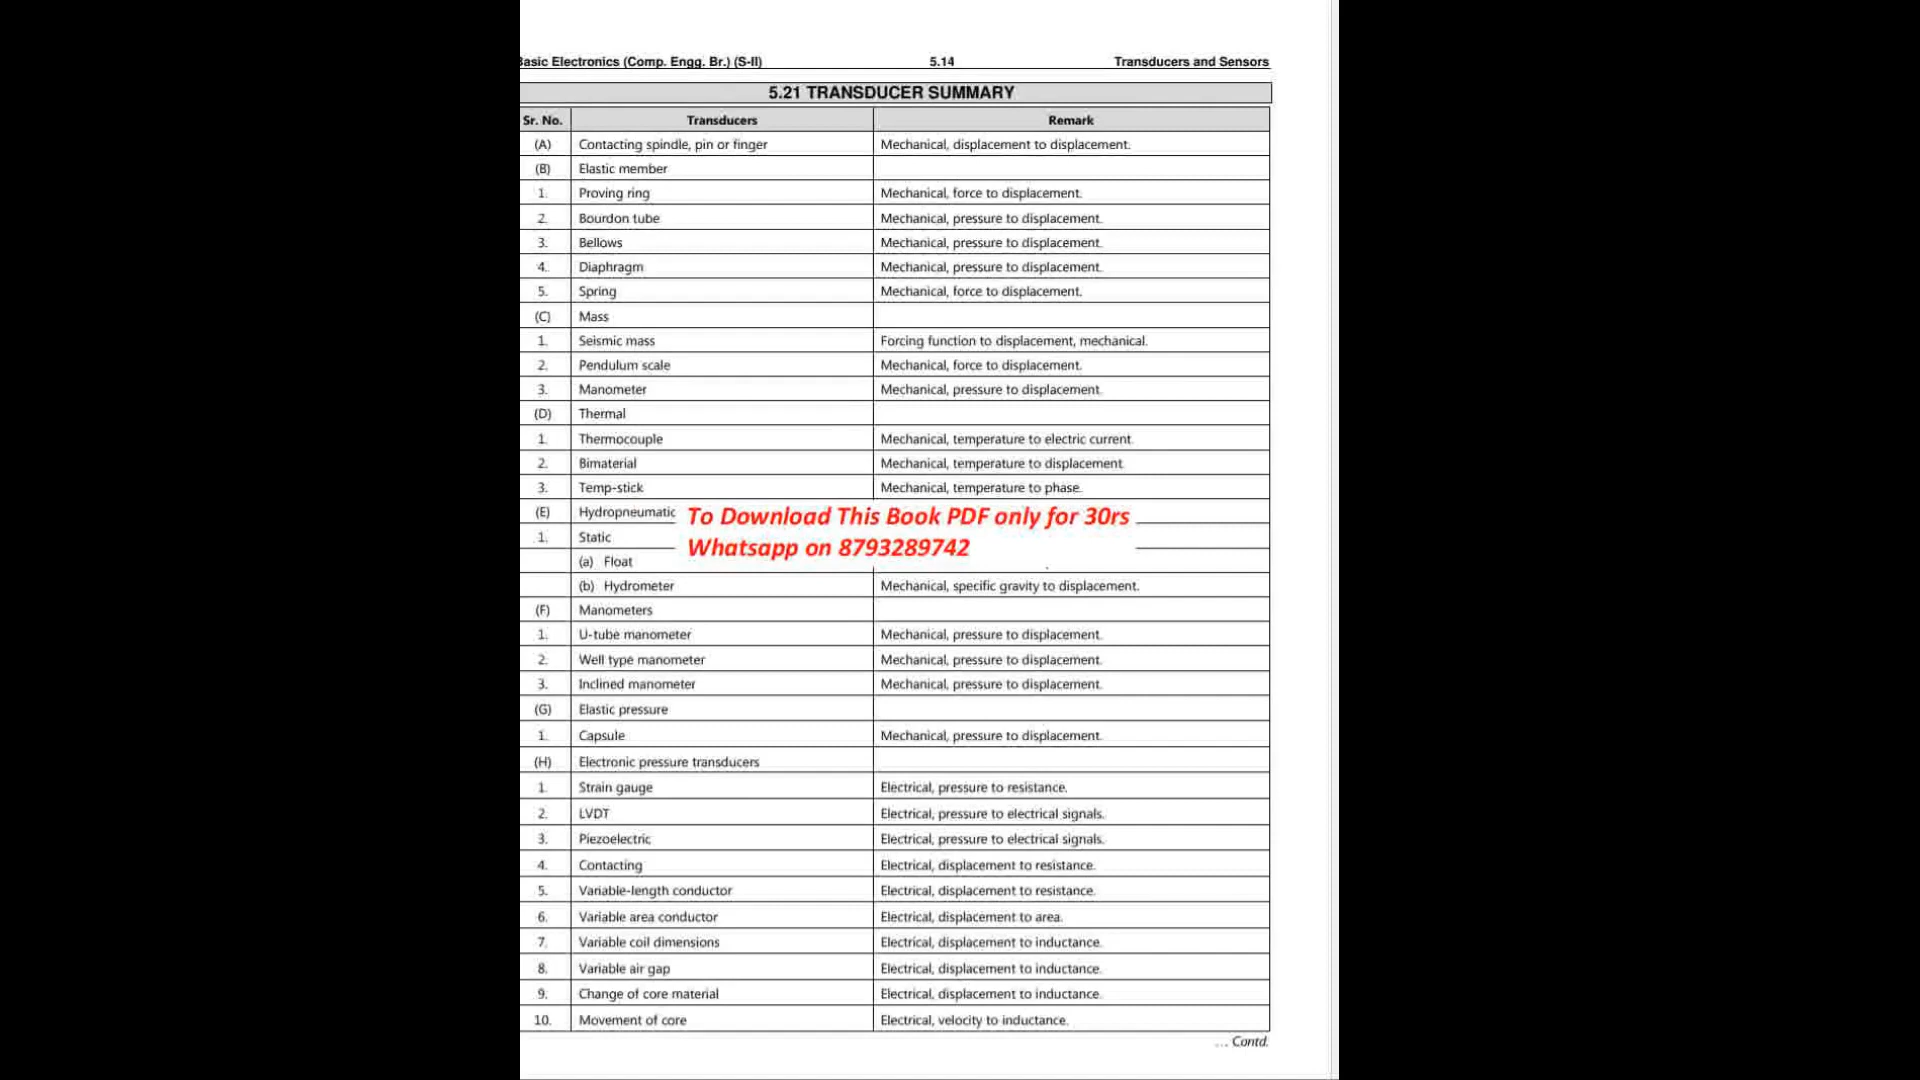 Basic Electronics (Comp. Engg. Br.) (S-II) 5.14 Transducers and Sensors
5.21 TRANSDUCER SUMMARY
Sr. No. Transducers Remark
(A) Contacting spindle, pin or finger Mechanical, displacement to displacement.
(B) Elastic member
1. Proving ring Mechanical, force to displacement.
2. Bourdon tube Mechanical, pressure to displacement.
3. Bellows Mechanical, pressure to displacement.
4. Diaphragm Mechanical, pressure to displacement.
5. Spring Mechanical, force to displacement.
(C) Mass
1. Seismic mass Forcing function to displacement, mechanical.
2. Pendulum scale Mechanical, force to displacement.
3. Manometer Mechanical, pressure to displacement.
(D) Thermal
1. Thermocouple Mechanical, temperature to electric current.
2. Bimaterial Mechanical, temperature to displacement.
3. Temp-stick Mechanical, temperature to phase.
(E) Hydropneumatic
To Download This Book PDF only for 30rs
1. Static
Whatsapp on 8793289742
(a) Float
(b) Hydrometer Mechanical, specific gravity to displacement.
(F) Manometers
1. U-tube manometer Mechanical, pressure to displacement.
2. Well type manometer Mechanical, pressure to displacement.
3. Inclined manometer Mechanical, pressure to displacement.
(G) Elastic pressure
1. Capsule Mechanical, pressure to displacement.
(H) Electronic pressure transducers
1. Strain gauge Electrical, pressure to resistance.
2. LVDT Electrical, pressure to electrical signals.
3. Piezoelectric Electrical, pressure to electrical signals.
4. Contacting Electrical, displacement to resistance.
5. Variable-length conductor Electrical, displacement to resistance.
6. Variable area conductor Electrical, displacement to area.
7. Variable coil dimensions Electrical, displacement to inductance.
8. Variable air gap Electrical, displacement to inductance.
9. Change of core material Electrical, displacement to inductance.
10. Movement of core Electrical, velocity to inductance.
... Contd.